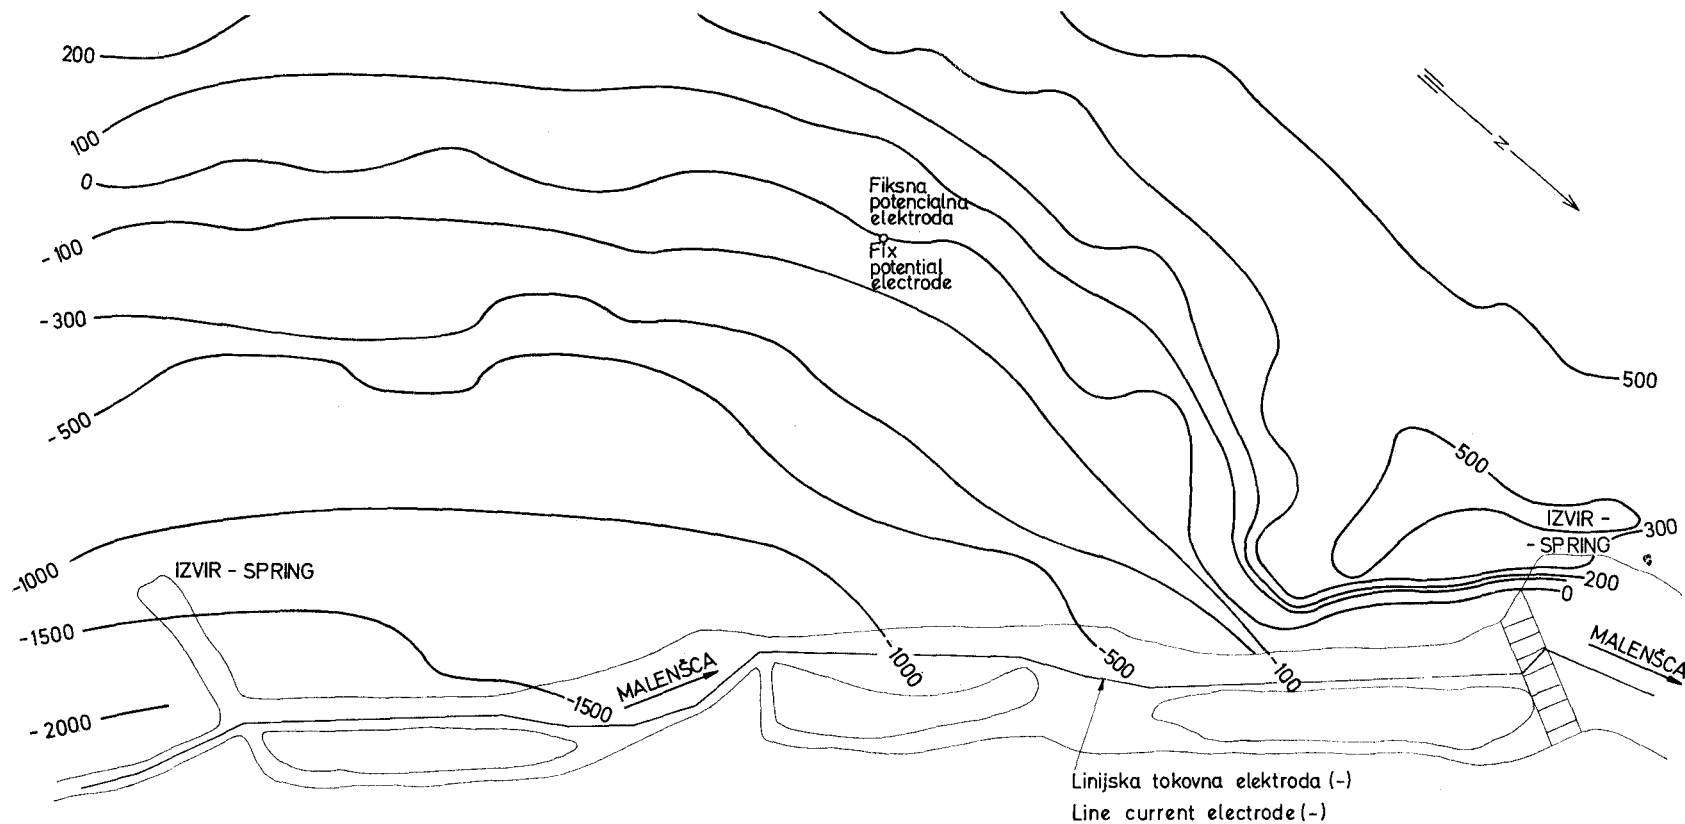 200
100
0
-100
-300
-500
-1000
-1500
-2000
N
Fiksna
potencialna
elektroda
Fix
potential
electrode
500
500
IZVIR -
- SPRING
300
200
0
MALENŠCA
IZVIR - SPRING
MALENŠCA
-1500
-1000
-500
-100
Linijska tokovna elektroda (-)
Line current electrode (-)